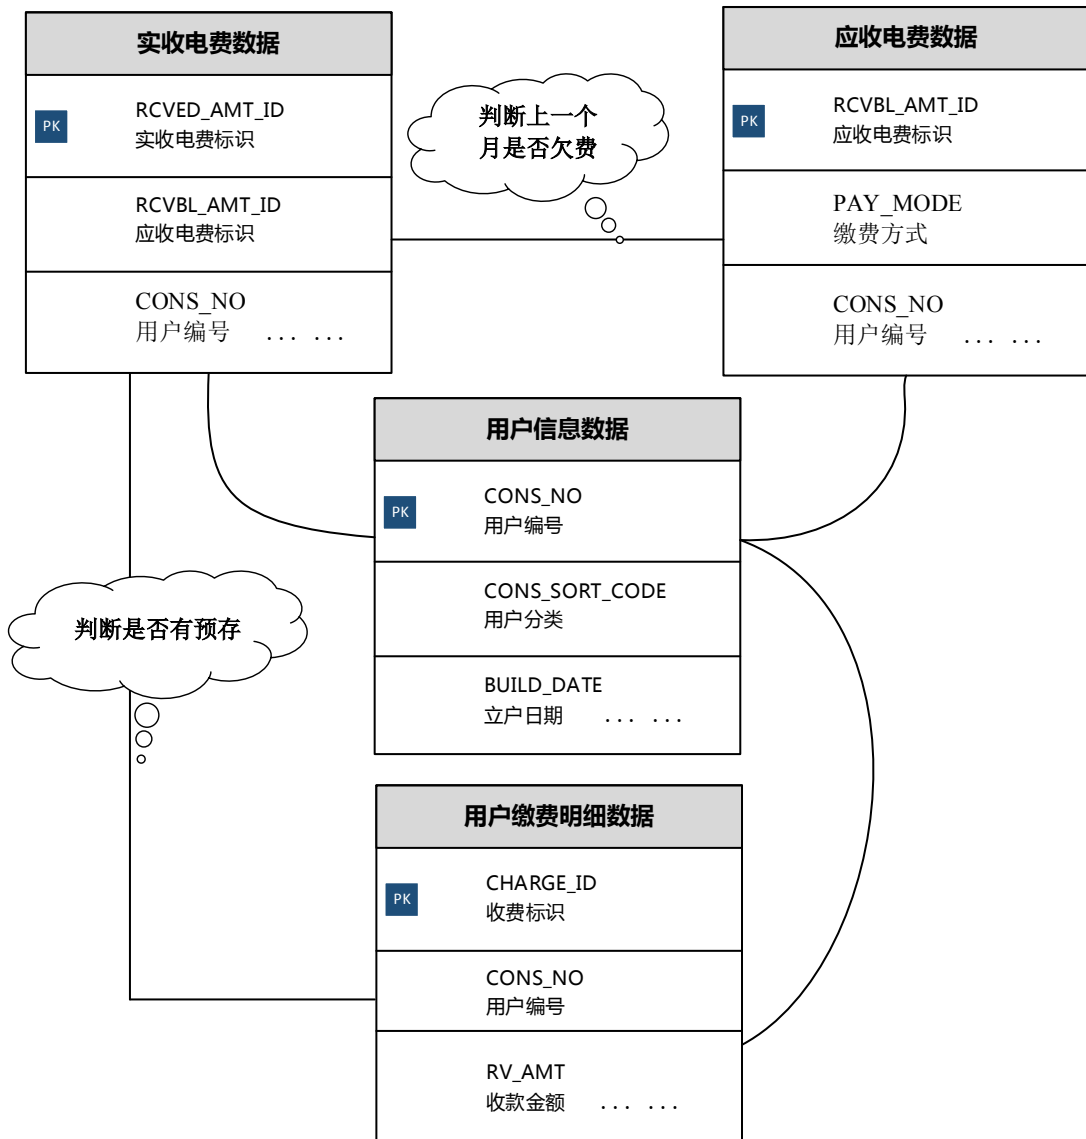 实收电费数据
PK
RCVED_AMT_ID
实收电费标识
RCVBL_AMT_ID
应收电费标识
CONS_NO
用户编号 ... ...
判断上一个
月是否欠费
应收电费数据
PK
RCVBL_AMT_ID
应收电费标识
PAY_MODE
缴费方式
CONS_NO
用户编号 ... ...
用户信息数据
PK
CONS_NO
用户编号
CONS_SORT_CODE
用户分类
BUILD_DATE
立户日期 ... ...
判断是否有预存
用户缴费明细数据
PK
CHARGE_ID
收费标识
CONS_NO
用户编号
RV_AMT
收款金额 ... ...